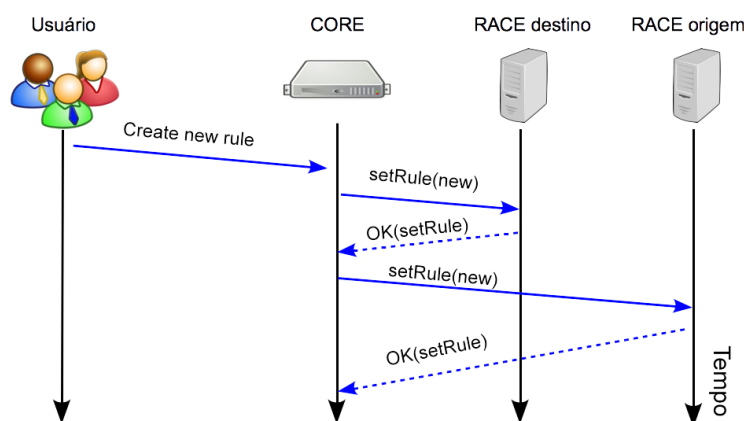 Usuário
CORE
RACE destino
RACE origem
Create new rule
setRule(new)
OK(setRule)
setRule(new)
OK(setRule)
Tempo